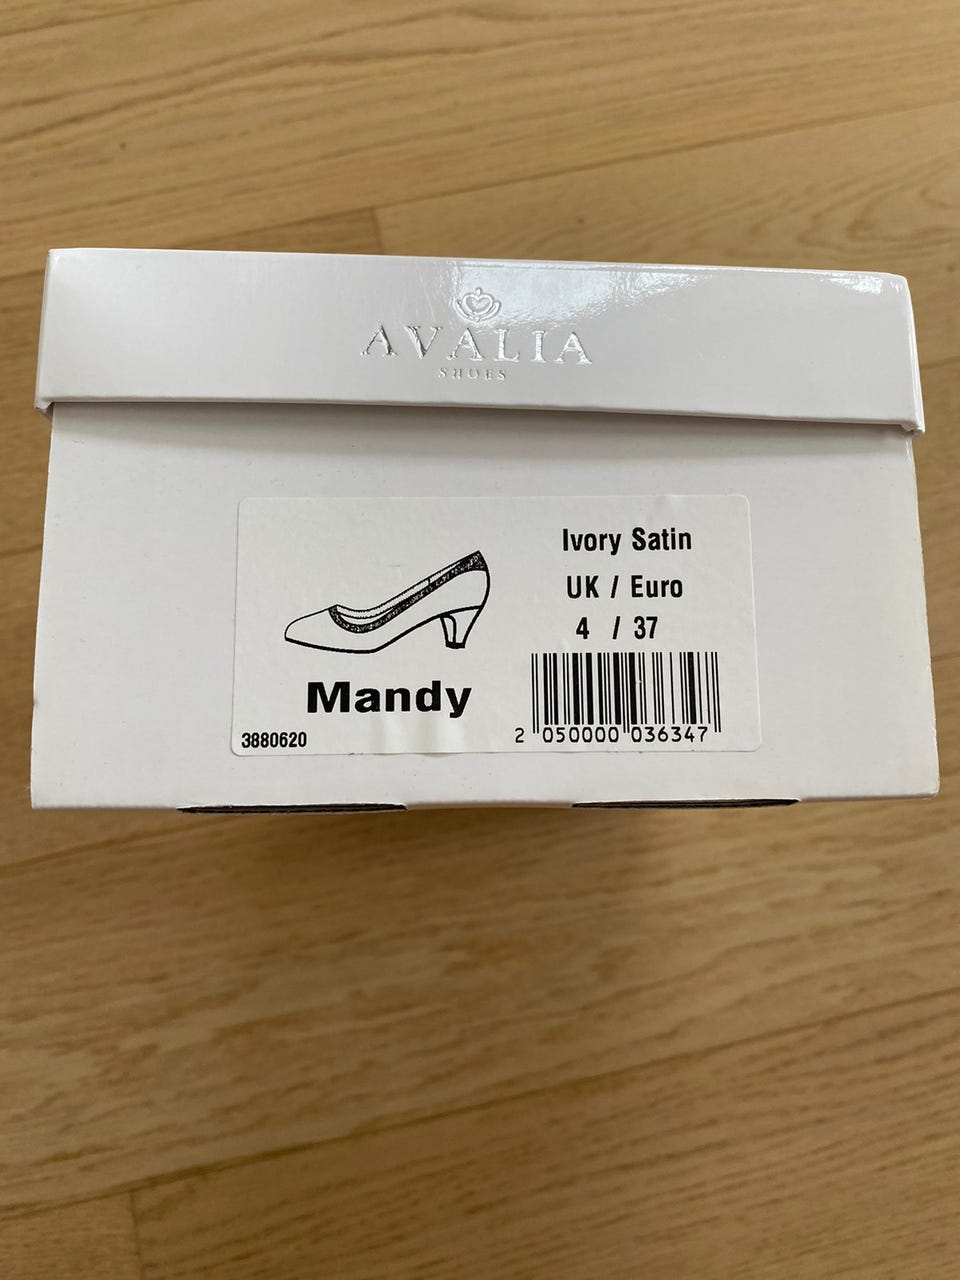 AVALIA
SHOES
Ivory Satin
UK / Euro
4 / 37
Mandy
3880620
2 050000 036347